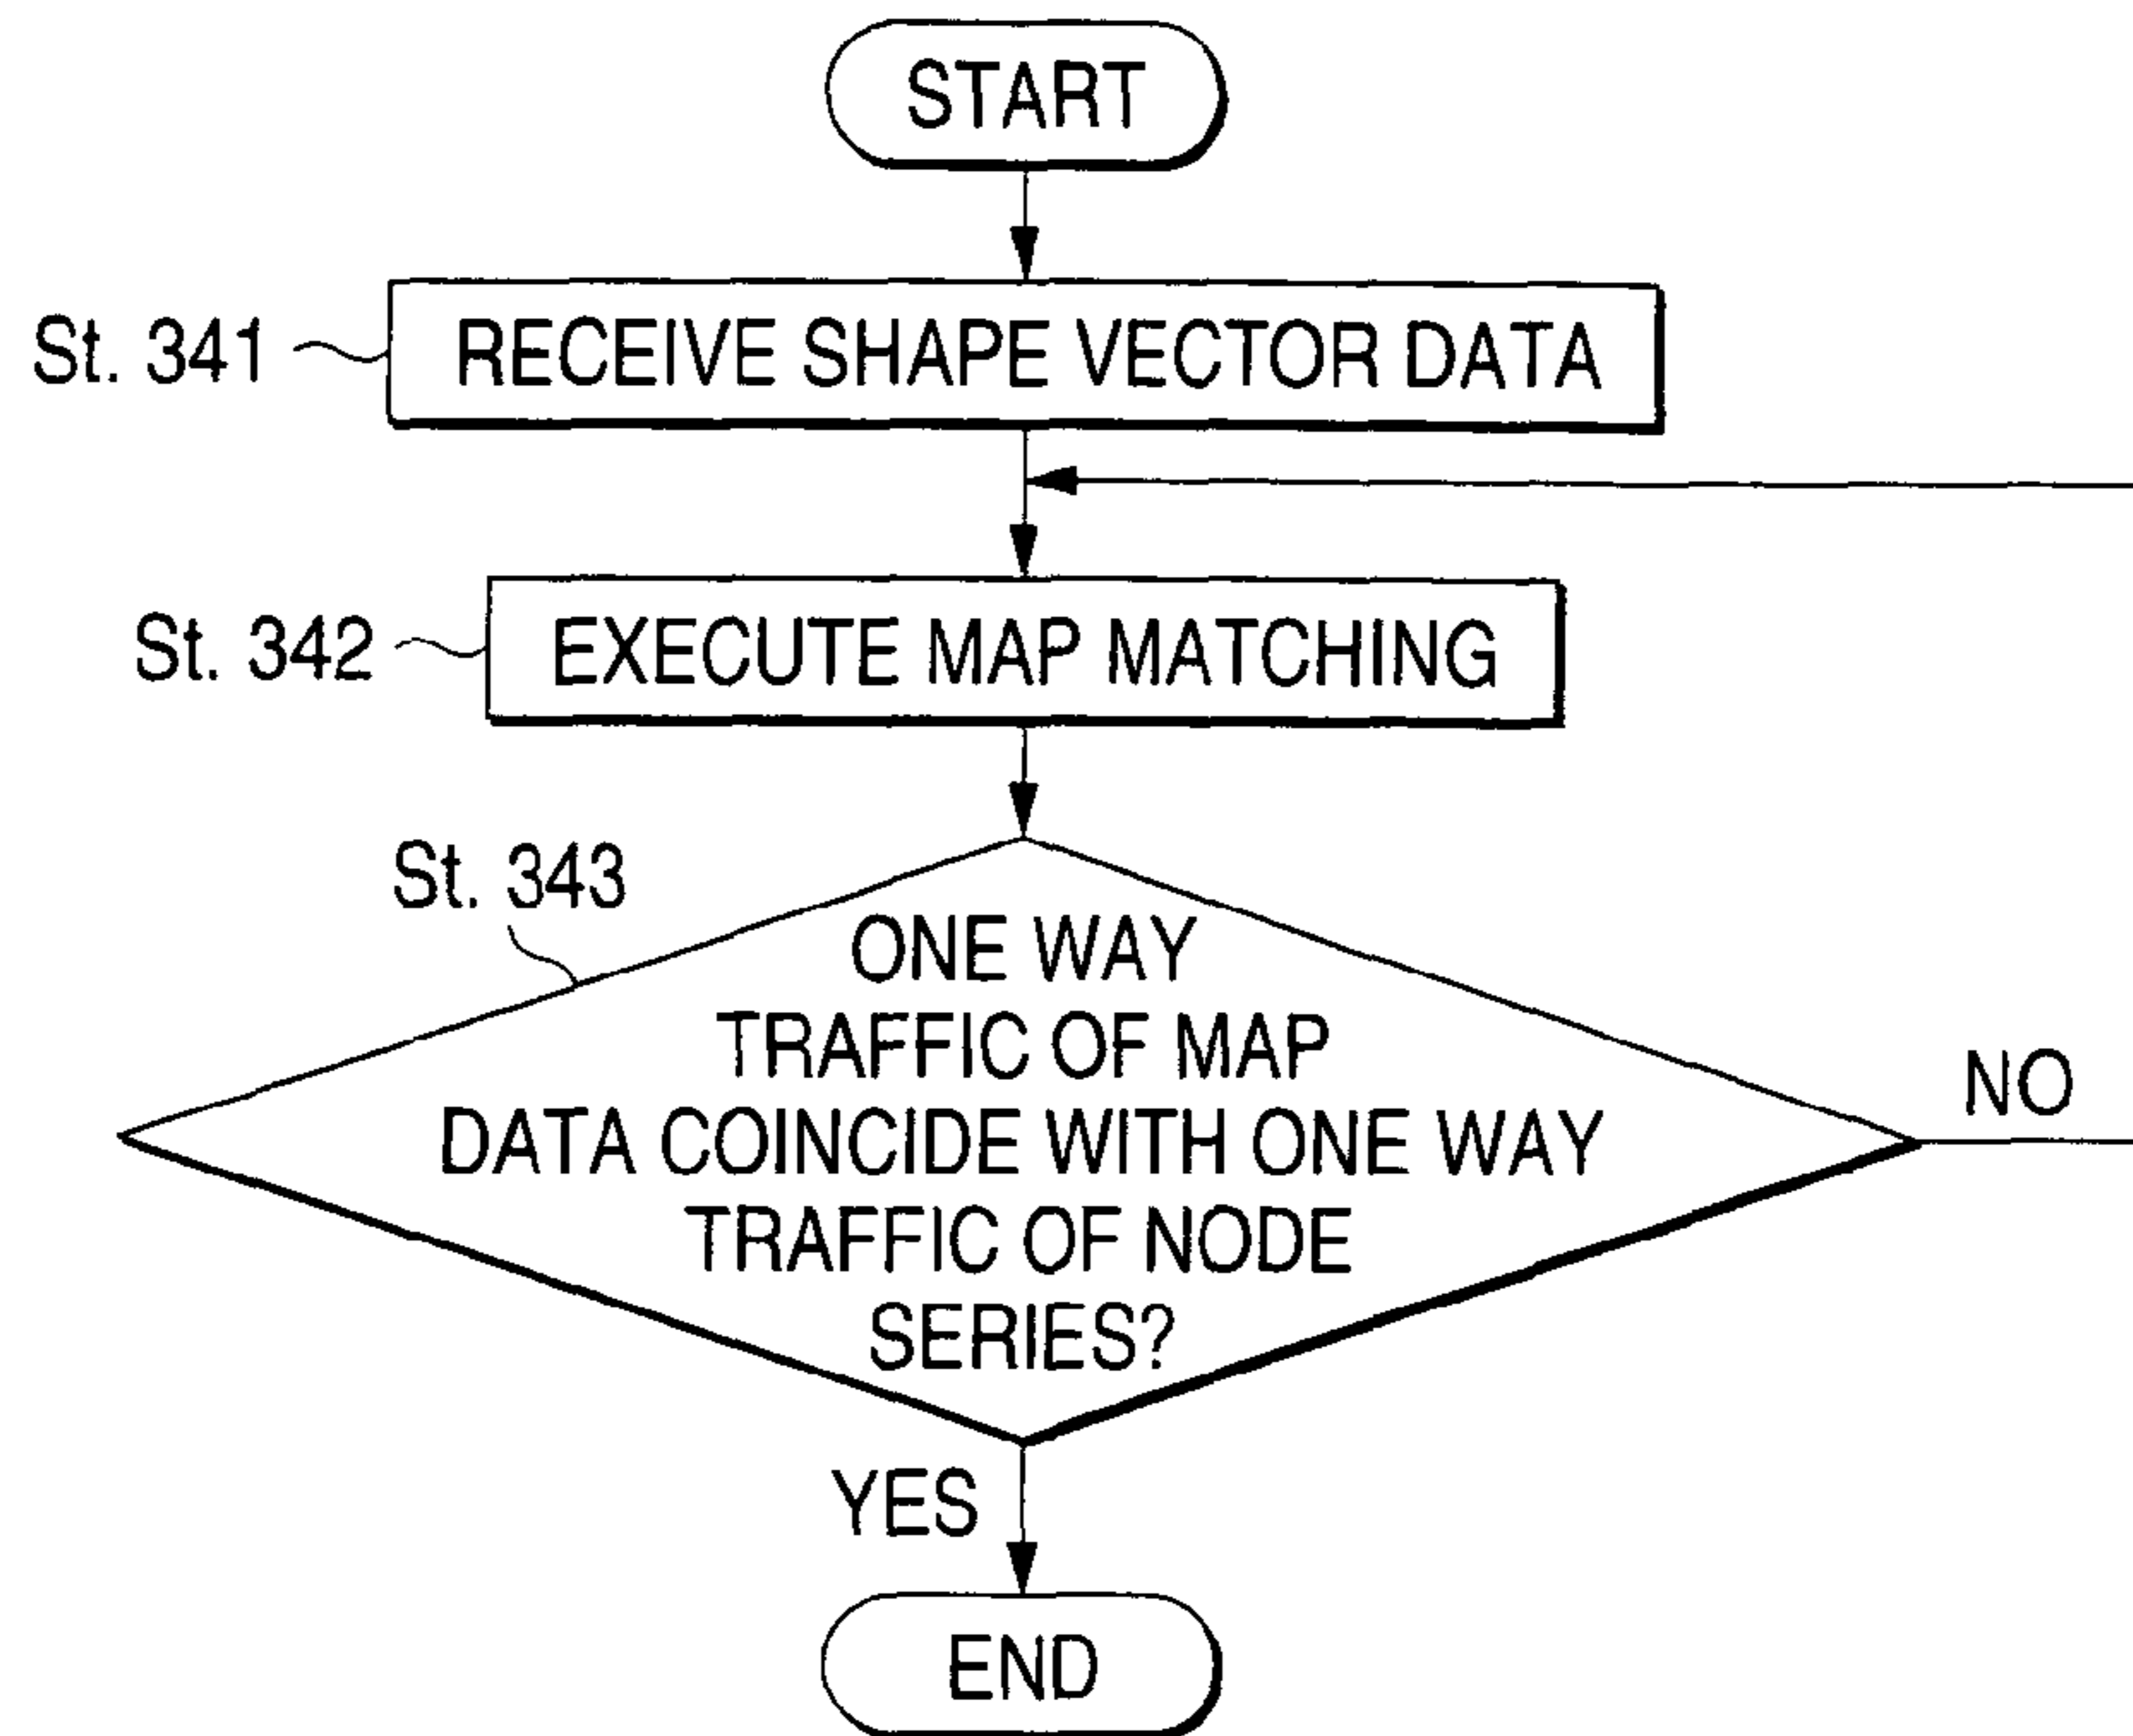 START
St. 341
RECEIVE SHAPE VECTOR DATA
St. 342
EXECUTE MAP MATCHING
St. 343
ONE WAY
TRAFFIC OF MAP
DATA COINCIDE WITH ONE WAY
TRAFFIC OF NODE
SERIES?
NO
YES
END